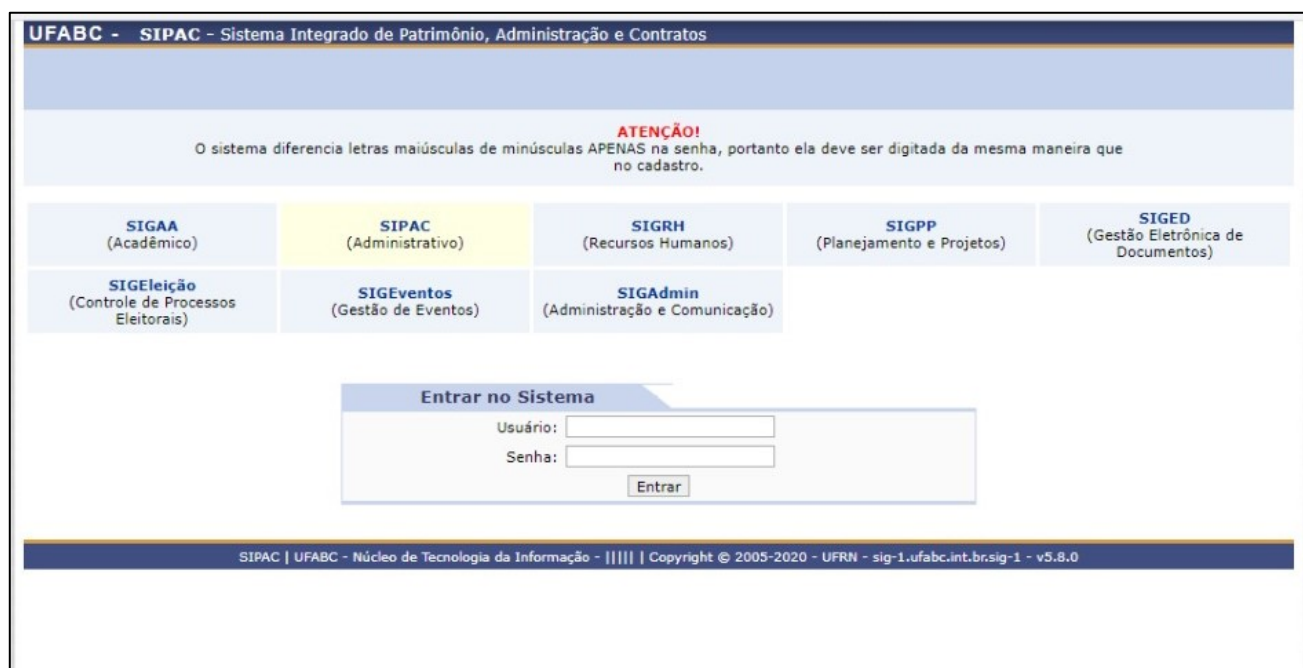 UFABC - SIPAC - Sistema Integrado de Patrimônio, Administração e Contratos
ATENÇÃO!
O sistema diferencia letras maiúsculas de minúsculas APENAS na senha, portanto ela deve ser digitada da mesma maneira que
no cadastro.
SIGAA
(Acadêmico)
SIPAC
(Administrativo)
SIGRH
(Recursos Humanos)
SIGPP
(Planejamento e Projetos)
SIGED
(Gestão Eletrônica de
Documentos)
SIGEleição
(Controle de Processos
Eleitorais)
SIGEventos
(Gestão de Eventos)
SIGAdmin
(Administração e Comunicação)
Entrar no Sistema
Usuário:
Senha:
Entrar
SIPAC | UFABC - Núcleo de Tecnologia da Informação - ||||| | Copyright © 2005-2020 - UFRN - sig-1.ufabc.int.br.sig-1 - v5.8.0